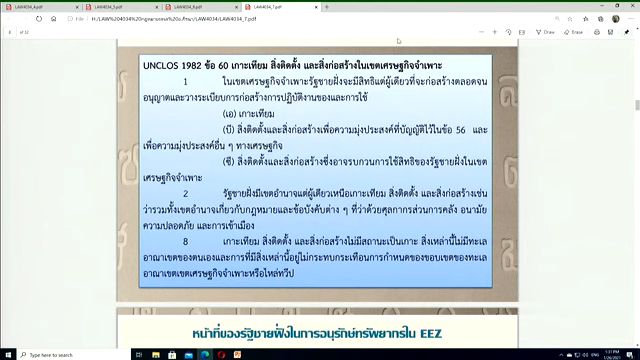 LAW4034_4.pdf
LAW4034_5.pdf
LAW4034_6.pdf
LAW4034_7.pdf
of 32
Draw
Erase
UNCLOS 1982 ข้อ 60 เกาะเทียม สิ่งติดตั้ง และสิ่งก่อสร้างในเขตเศรษฐกิจจำเพาะ
1 ในเขตเศรษฐกิจจำเพาะรัฐชายฝั่งจะมีสิทธิแต่ผู้เดียวที่จะก่อสร้างตลอดจน
อนุญาตและวางระเบียบการก่อสร้างการปฏิบัติงานของและการใช้
(เอ) เกาะเทียม
(บี) สิ่งติดตั้งและสิ่งก่อสร้างเพื่อความมุ่งประสงค์ที่บัญญัติไว้ในข้อ 56 และ
เพื่อความมุ่งประสงค์อื่น ๆ ทางเศรษฐกิจ
(ซี) สิ่งติดตั้งและสิ่งก่อสร้างซึ่งอาจรบกวนการใช้สิทธิของรัฐชายฝั่งในเขต
เศรษฐกิจจำเพาะ
2 รัฐชายฝั่งมีเขตอำนาจแต่ผู้เดียวเหนือเกาะเทียม สิ่งติดตั้ง และสิ่งก่อสร้างเช่น
ว่ารวมทั้งเขตอำนาจเกี่ยวกับกฎหมายและข้อบังคับต่าง ๆ ที่ว่าด้วยศุลกากรส่วนการคลัง อนามัย
ความปลอดภัย และการเข้าเมือง
8 เกาะเทียม สิ่งติดตั้ง และสิ่งก่อสร้างไม่มีสถานะเป็นเกาะ สิ่งเหล่านี้ไม่มีทะเล
อาณาเขตของตนเองและการที่มีสิ่งเหล่านี้อยู่ไม่กระทบกระเทือนการกำหนดของขอบเขตของทะเล
อาณาเขตเขตเศรษฐกิจจำเพาะหรือไหล่ทวีป
หน้าที่ของรัฐชายฝั่งในการอนุรักษ์ทรัพยากรใน EEZ
Type here to search
ENG
1:31 PM
1/26/2021